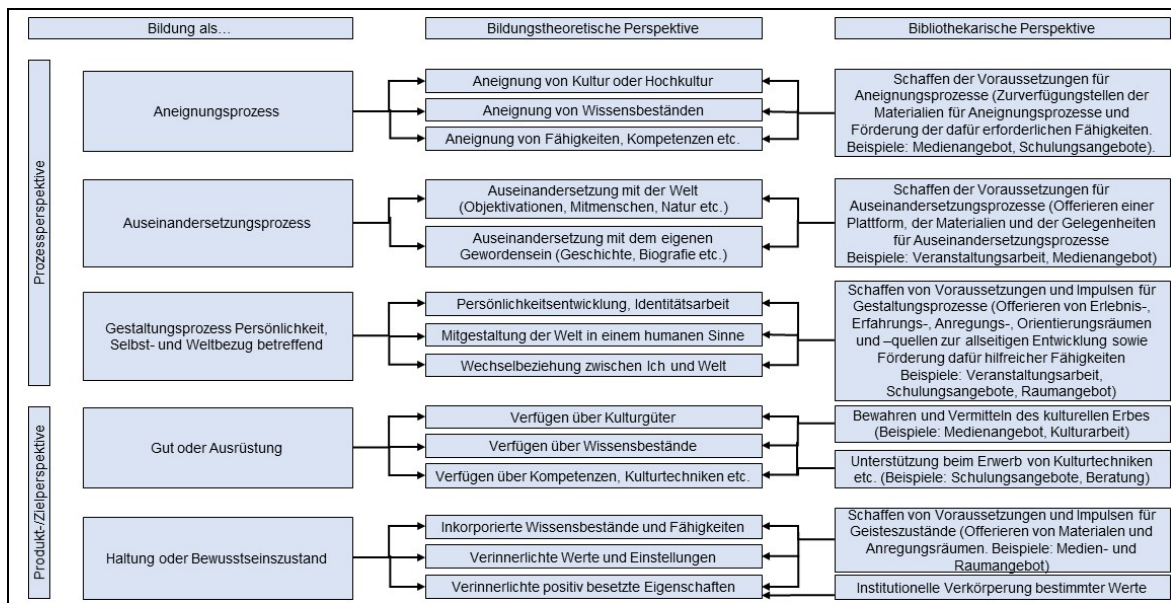 Bildung als…
Bildungstheoretische Perspektive
Bibliothekarische Perspektive
Prozessperspektive
Aneignungsprozess
Aneignung von Kultur oder Hochkultur
Aneignung von Wissensbeständen
Aneignung von Fähigkeiten, Kompetenzen etc.
Schaffen der Voraussetzungen für
Aneignungsprozesse (Zurverfügungstellen der
Materialien für Aneignungsprozesse und
Förderung der dafür erforderlichen Fähigkeiten.
Beispiele: Medienangebot, Schulungsangebote).
Auseinandersetzungsprozess
Auseinandersetzung mit der Welt
(Objektivationen, Mitmenschen, Natur etc.)
Auseinandersetzung mit dem eigenen
Gewordensein (Geschichte, Biografie etc.)
Schaffen der Voraussetzungen für
Auseinandersetzungsprozesse (Offerieren einer
Plattform, der Materialien und der Gelegenheiten
für Auseinandersetzungsprozesse
Beispiele: Veranstaltungsarbeit, Medienangebot)
Gestaltungsprozess Persönlichkeit,
Selbst- und Weltbezug betreffend
Persönlichkeitsentwicklung, Identitätsarbeit
Mitgestaltung der Welt in einem humanen Sinne
Wechselbeziehung zwischen Ich und Welt
Schaffen von Voraussetzungen und Impulsen für
Gestaltungsprozesse (Offerieren von Erlebnis-,
Erfahrungs-, Anregungs-, Orientierungsräumen
und –quellen zur allseitigen Entwicklung sowie
Förderung dafür hilfreicher Fähigkeiten
Beispiele: Veranstaltungsarbeit,
Schulungsangebote, Raumangebot)
Produkt-/Zielperspektive
Gut oder Ausrüstung
Verfügen über Kulturgüter
Verfügen über Wissensbestände
Verfügen über Kompetenzen, Kulturtechniken etc.
Bewahren und Vermitteln des kulturellen Erbes
(Beispiele: Medienangebot, Kulturarbeit)
Unterstützung beim Erwerb von Kulturtechniken
etc. (Beispiele: Schulungsangebote, Beratung)
Haltung oder Bewusstseinszustand
Inkorporierte Wissensbestände und Fähigkeiten
Verinnerlichte Werte und Einstellungen
Verinnerlichte positiv besetzte Eigenschaften
Schaffen von Voraussetzungen und Impulsen für
Geisteszustände (Offerieren von Materialen und
Anregungsräumen. Beispiele: Medien- und
Raumangebot)
Institutionelle Verkörperung bestimmter Werte